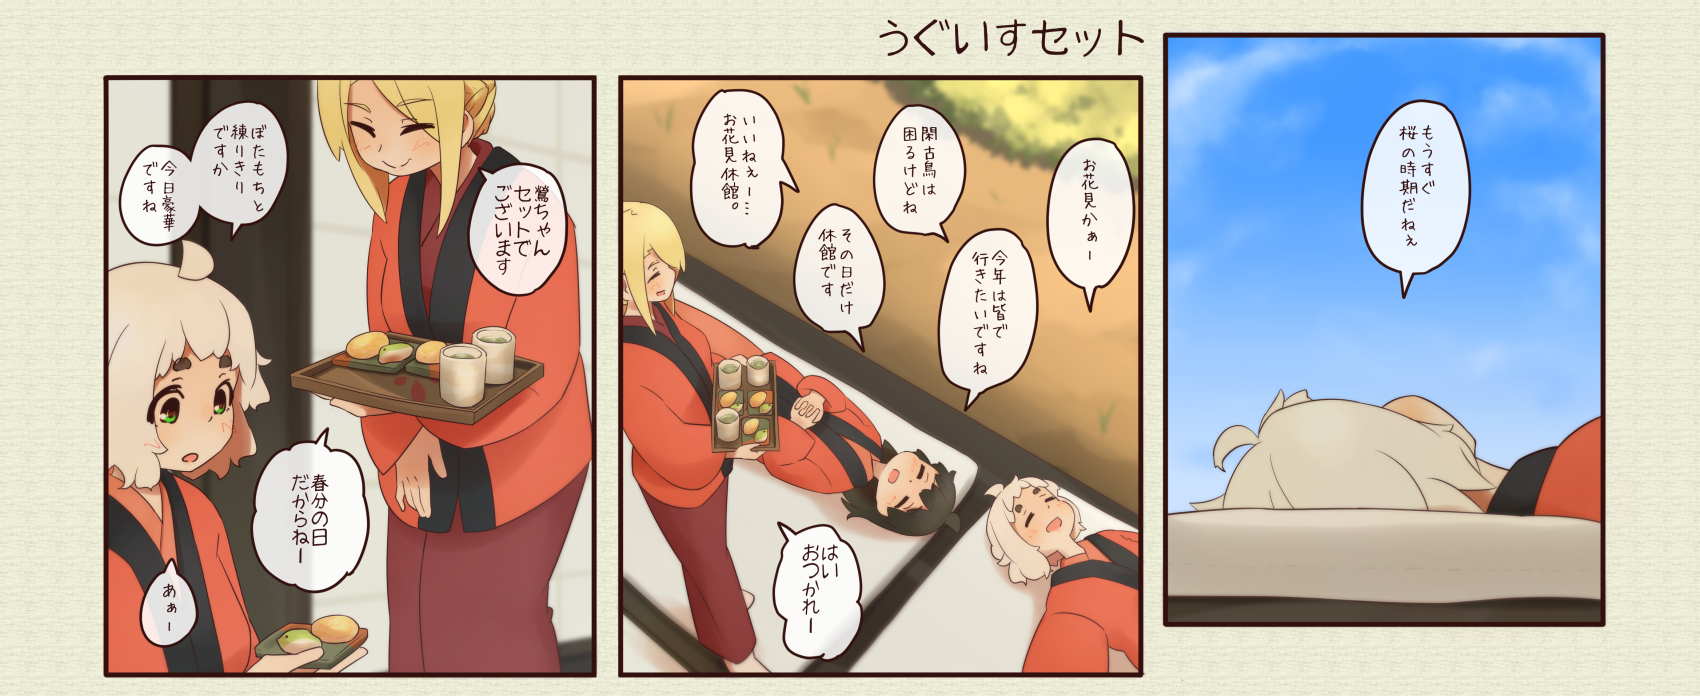 うぐいすセット
もうすぐ
桜の時期だねぇ
お花見かぁー
今年は皆で
行きたいですね
閑古鳥は
困るけどね
その日だけ
休館です
いいねぇー…
お花見休館。
はい
おつかれー
鶯ちゃん
セットで
ございます
ぼたもちと
練りきり
ですか
今日豪華
ですね
春分の日
だからねー
あぁー